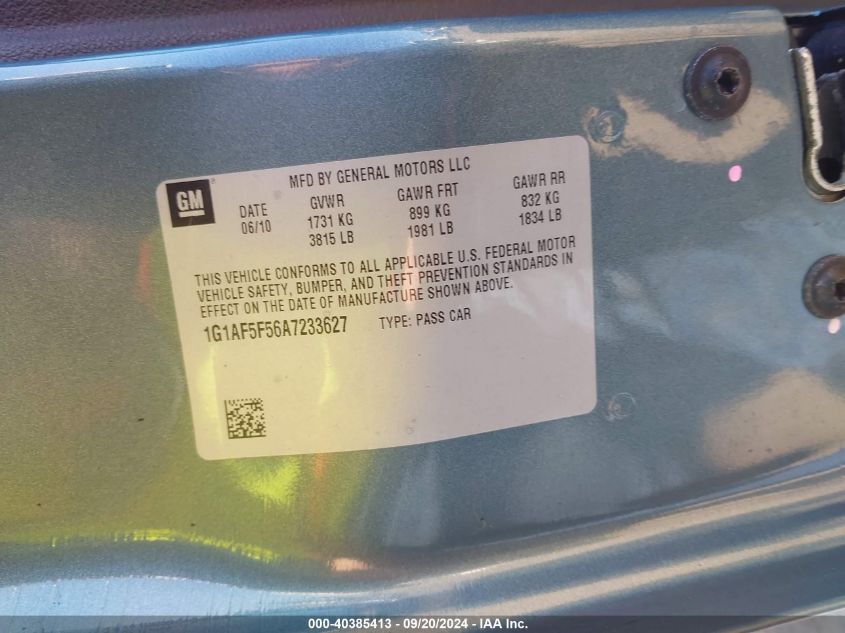 GM
MFD BY GENERAL MOTORS LLC
DATE GVWR GAWR FRT GAWR RR
06/10 1731 KG 899 KG 832 KG
3815 LB 1981 LB 1834 LB
THIS VEHICLE CONFORMS TO ALL APPLICABLE U.S. FEDERAL MOTOR
VEHICLE SAFETY, BUMPER, AND THEFT PREVENTION STANDARDS IN
EFFECT ON THE DATE OF MANUFACTURE SHOWN ABOVE.
1G1AF5F56A7233627 TYPE: PASS CAR
000-40385413 - 09/20/2024 - IAA, Inc.